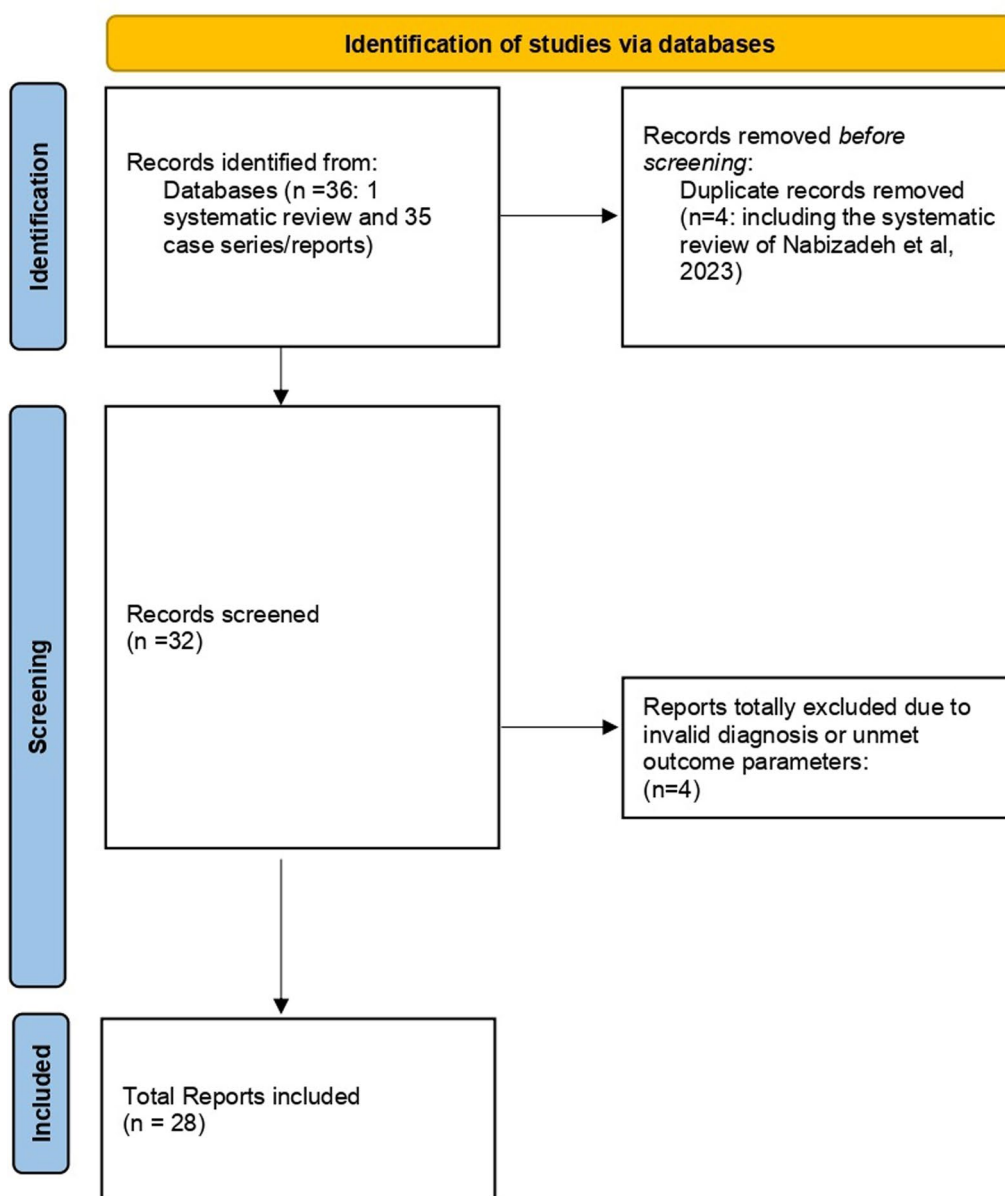 Identification of studies via databases
Identification
Records identified from:
Databases (n =36: 1
systematic review and 35
case series/reports)
Records removed before
screening:
Duplicate records removed
(n=4: including the systematic
review of Nabizadeh et al,
2023)
Screening
Records screened
(n =32)
Reports totally excluded due to
invalid diagnosis or unmet
outcome parameters:
(n=4)
Included
Total Reports included
(n = 28)